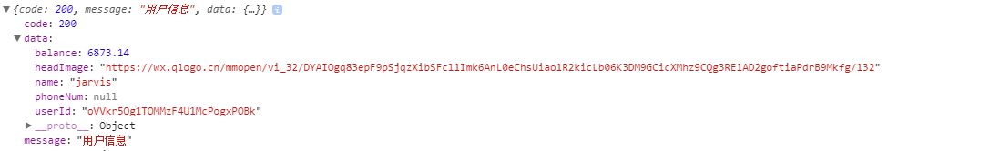 {code: 200, message: "用户信息", data: {…}}
code: 200
data:
balance: 6873.14
headImage: "https://wx.qlogo.cn/mmopen/vi_32/DYAIOgq83epF9pSjqzXibSFcl1Imk6AnL0eChsUiao1R2kicLb06K3DM9GCicXMhz9CQg3RE1AD2goftiaPdrB9Mkfg/132"
name: "jarvis"
phoneNum: null
userId: "oVVkr5Og1TOMMzF4U1McPogxPOBk"
__proto__: Object
message: "用户信息"